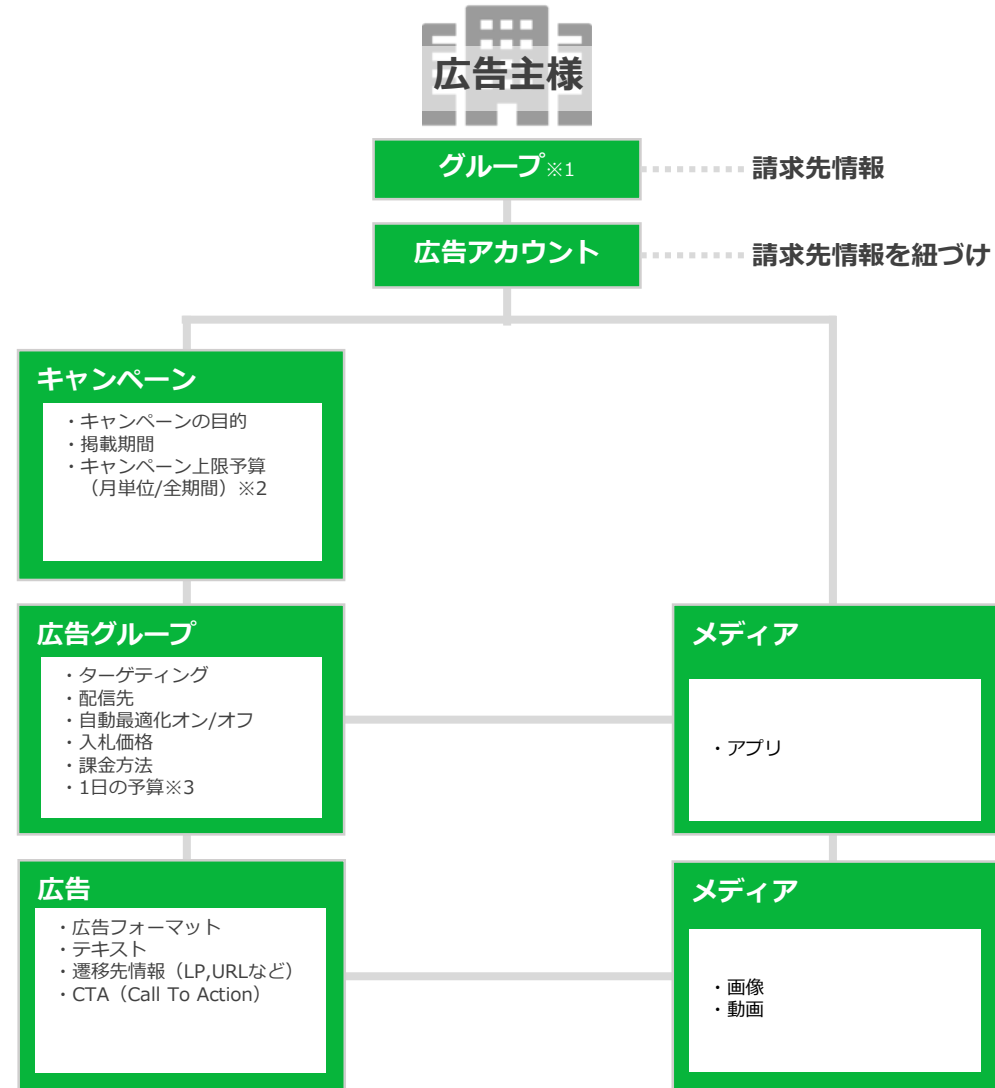 広告主様
グループ※1
請求先情報
広告アカウント
請求先情報を紐づけ
キャンペーン
・キャンペーンの目的
・掲載期間
・キャンペーン上限予算
（月単位/全期間）※2
広告グループ
・ターゲティング
・配信先
・自動最適化オン/オフ
・入札価格
・課金方法
・1日の予算※3
メディア
・アプリ
広告
・広告フォーマット
・テキスト
・遷移先情報（LP,URLなど）
・CTA（Call To Action）
メディア
・画像
・動画